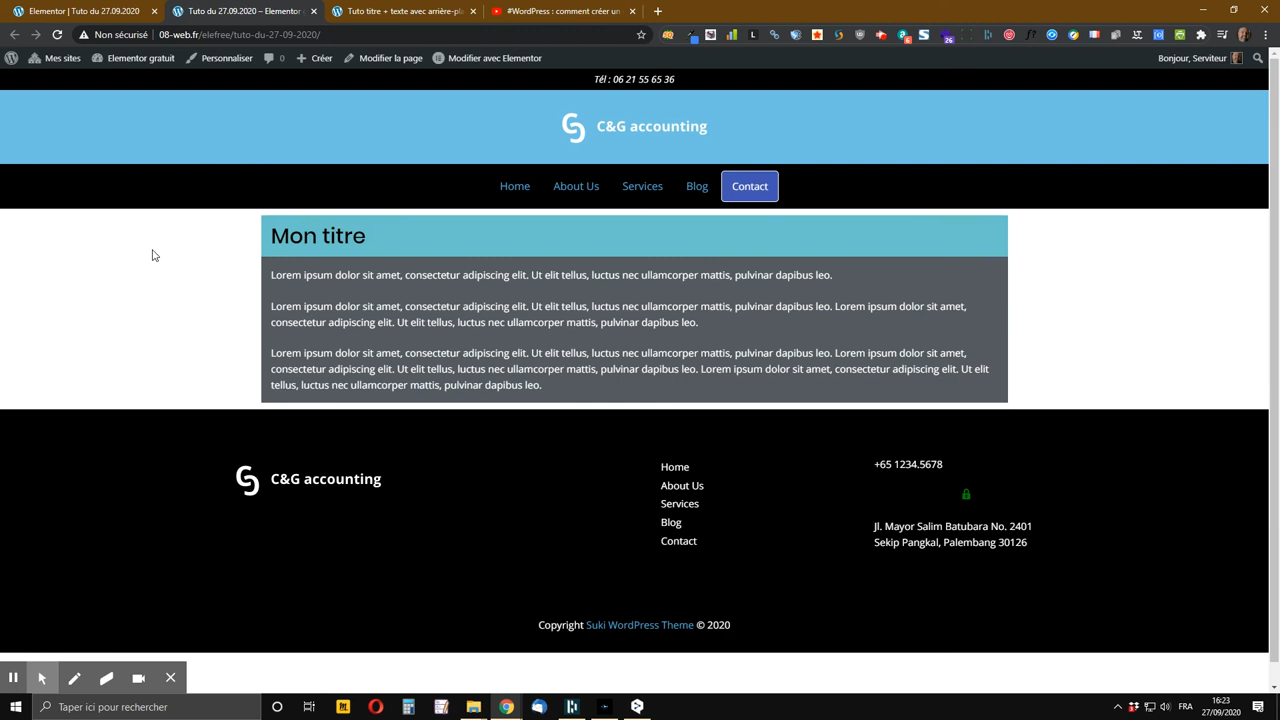 Elementor | Tuto du 27.09.2020
Tuto du 27.09.2020 – Elementor
Tuto titre + texte avec arrière-pla
#WordPress : comment créer un
Non sécurisé | 08-web.fr/elefree/tuto-du-27-09-2020/
Mes sites
Elementor gratuit
Personnaliser
0
Créer
Modifier la page
Modifier avec Elementor
Bonjour, Serviteur
Tél : 06 21 55 65 36
C&G accounting
Home
About Us
Services
Blog
Contact
Mon titre
Lorem ipsum dolor sit amet, consectetur adipiscing elit. Ut elit tellus, luctus nec ullamcorper mattis, pulvinar dapibus leo.
Lorem ipsum dolor sit amet, consectetur adipiscing elit. Ut elit tellus, luctus nec ullamcorper mattis, pulvinar dapibus leo. Lorem ipsum dolor sit amet,
consectetur adipiscing elit. Ut elit tellus, luctus nec ullamcorper mattis, pulvinar dapibus leo.
Lorem ipsum dolor sit amet, consectetur adipiscing elit. Ut elit tellus, luctus nec ullamcorper mattis, pulvinar dapibus leo. Lorem ipsum dolor sit amet,
consectetur adipiscing elit. Ut elit tellus, luctus nec ullamcorper mattis, pulvinar dapibus leo. Lorem ipsum dolor sit amet, consectetur adipiscing elit. Ut elit
tellus, luctus nec ullamcorper mattis, pulvinar dapibus leo.
C&G accounting
Home
About Us
Services
Blog
Contact
+65 1234.5678
Jl. Mayor Salim Batubara No. 2401
Sekip Pangkal, Palembang 30126
Copyright Suki WordPress Theme © 2020
Taper ici pour rechercher
FRA
16:23
27/09/2020